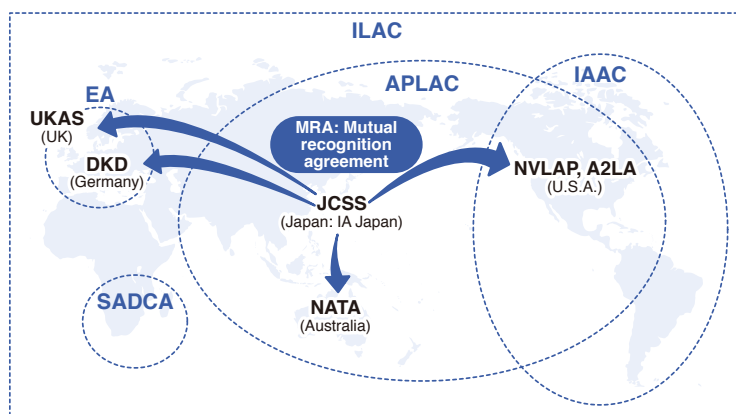 ILAC
APLAC
IAAC
EA
UKAS
(UK)
MRA: Mutual
recognition
agreement
DKD
(Germany)
NVLAP, A2LA
(U.S.A.)
JCSS
(Japan: IA Japan)
SADCA
NATA
(Australia)